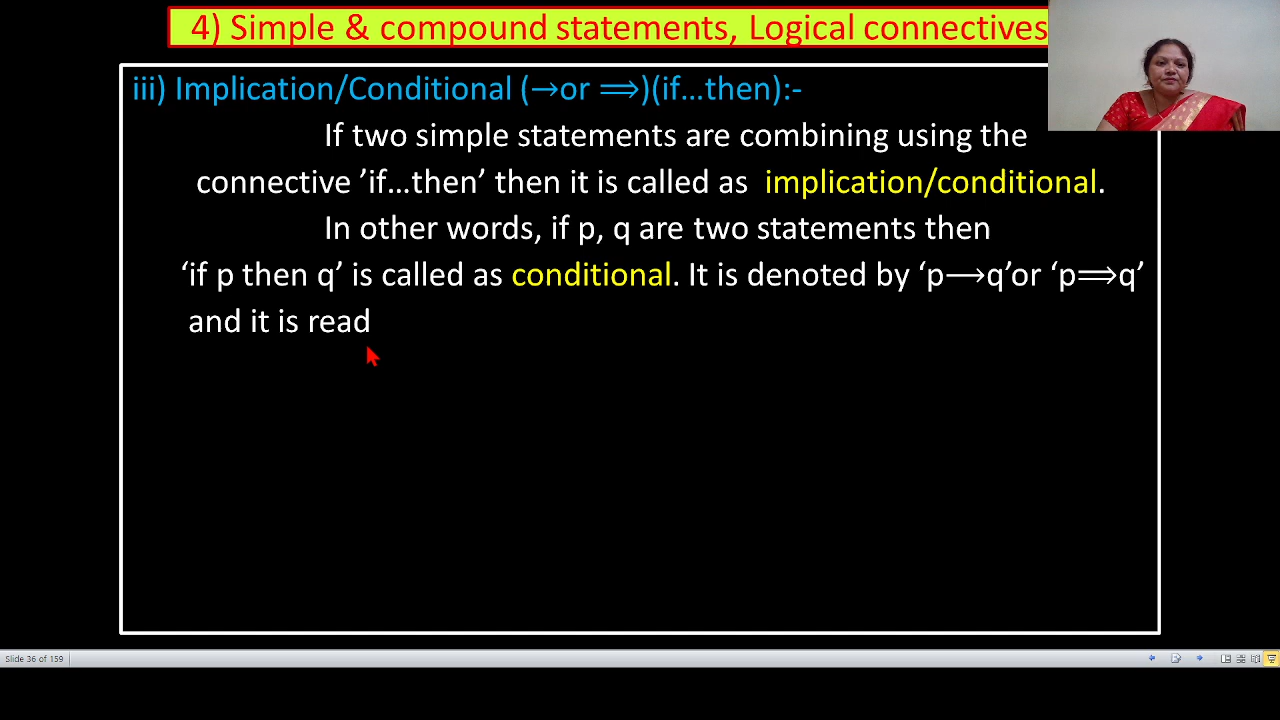 4) Simple & compound statements, Logical connectives
iii) Implication/Conditional (→or ⟹)(if...then):-
If two simple statements are combining using the
connective ’if...then’ then it is called as implication/conditional.
In other words, if p, q are two statements then
‘if p then q’ is called as conditional. It is denoted by ‘p⟶q’or ‘p⟹q’
and it is read
Slide 36 of 159